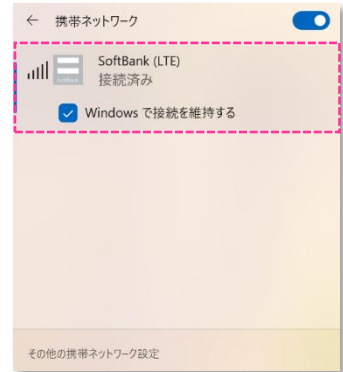 ← 携帯ネットワーク
SoftBank (LTE)
SoftBank
接続済み
Windows で接続を維持する
その他の携帯ネットワーク設定